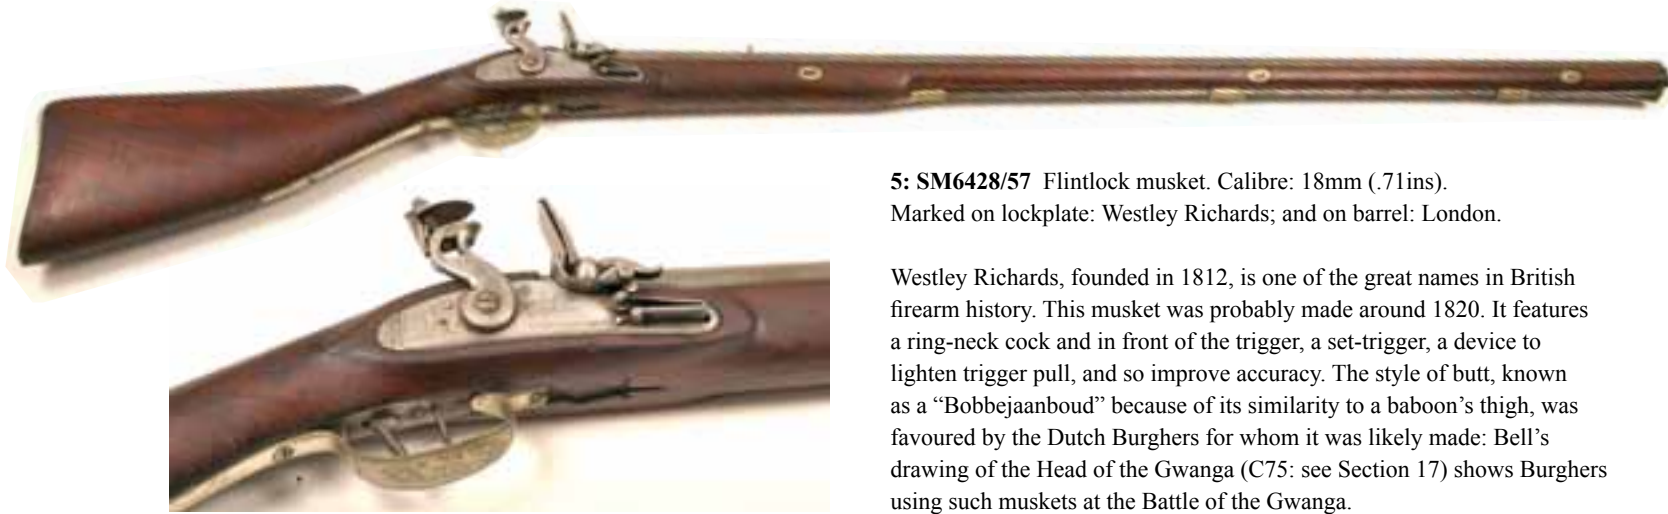 5: SM6428/57 Flintlock musket. Calibre: 18mm (.71ins).
Marked on lockplate: Westley Richards; and on barrel: London.
Westley Richards, founded in 1812, is one of the great names in British
firearm history. This musket was probably made around 1820. It features
a ring-neck cock and in front of the trigger, a set-trigger, a device to
lighten trigger pull, and so improve accuracy. The style of butt, known
as a “Bobbejaanboud” because of its similarity to a baboon’s thigh, was
favoured by the Dutch Burghers for whom it was likely made: Bell’s
drawing of the Head of the Gwanga (C75: see Section 17) shows Burghers
using such muskets at the Battle of the Gwanga.